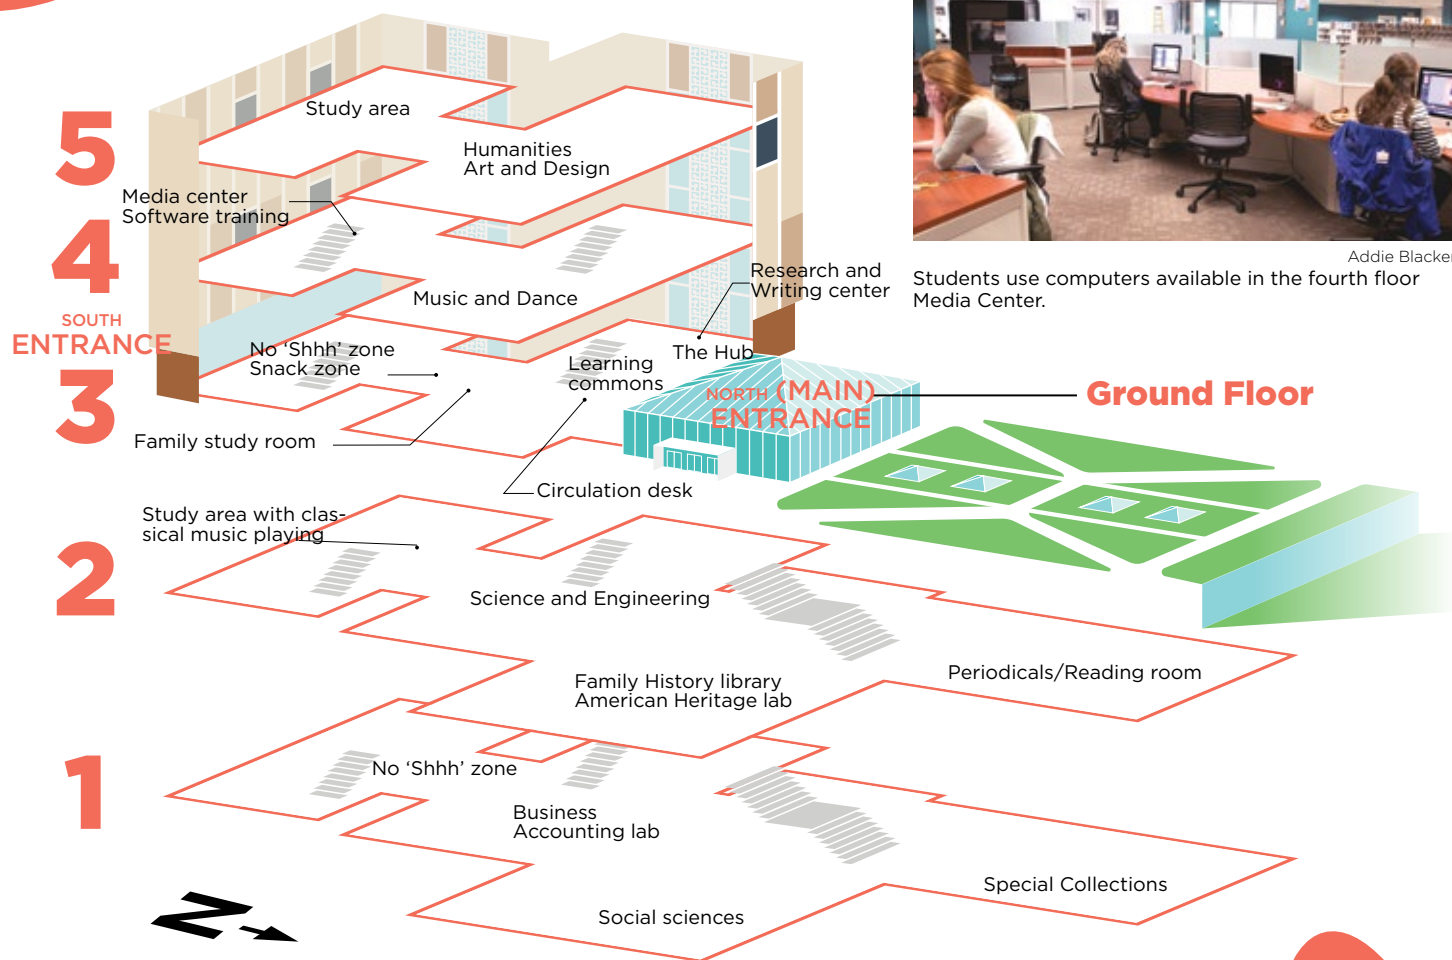 5
Study area
Humanities
Art and Design
Media center
Software training
4
Music and Dance
Research and
Writing center
SOUTH
ENTRANCE
3
No ‘Shhh’ zone
Snack zone
Learning
commons
The Hub
NORTH (MAIN)
ENTRANCE
Ground Floor
Family study room
Circulation desk
2
Study area with clas-
sical music playing
Science and Engineering
Family History library
American Heritage lab
Periodicals/Reading room
1
No ‘Shhh’ zone
Business
Accounting lab
Special Collections
Social sciences
N
Addie Blacker
Students use computers available in the fourth floor
Media Center.